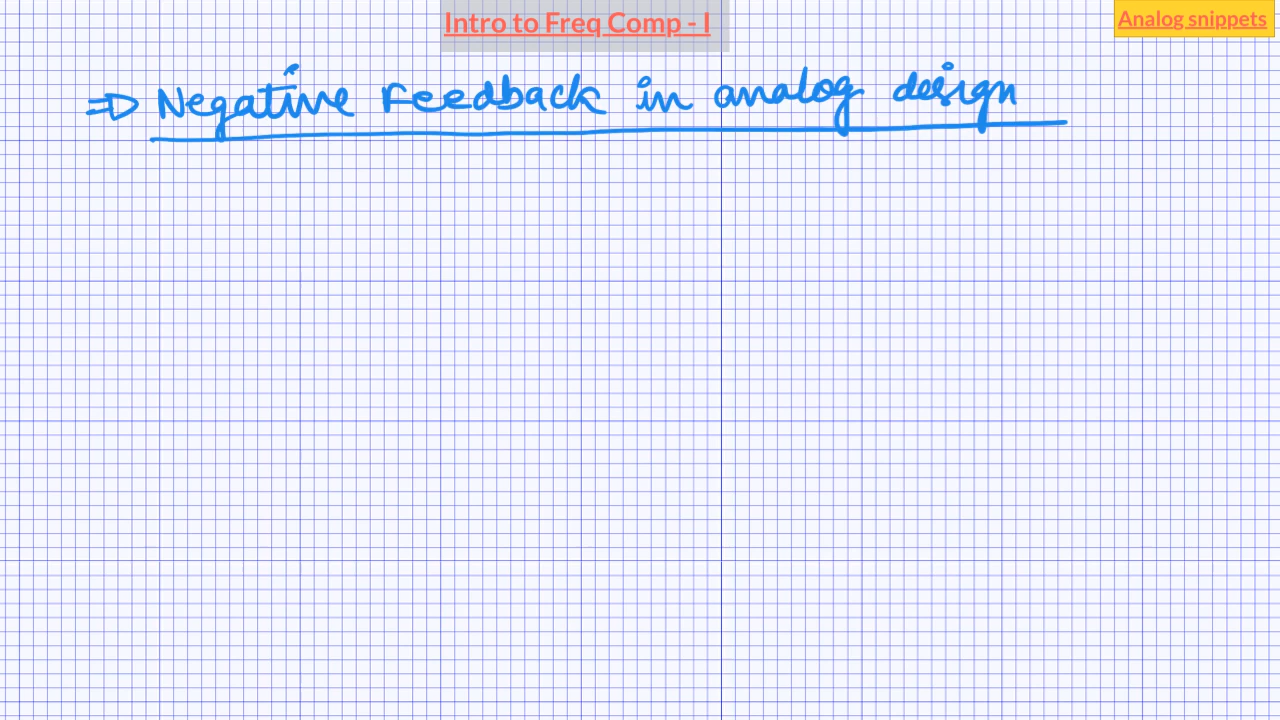 Intro to Freq Comp - I
Analog snippets
⇒ Negative Feedback in analog design